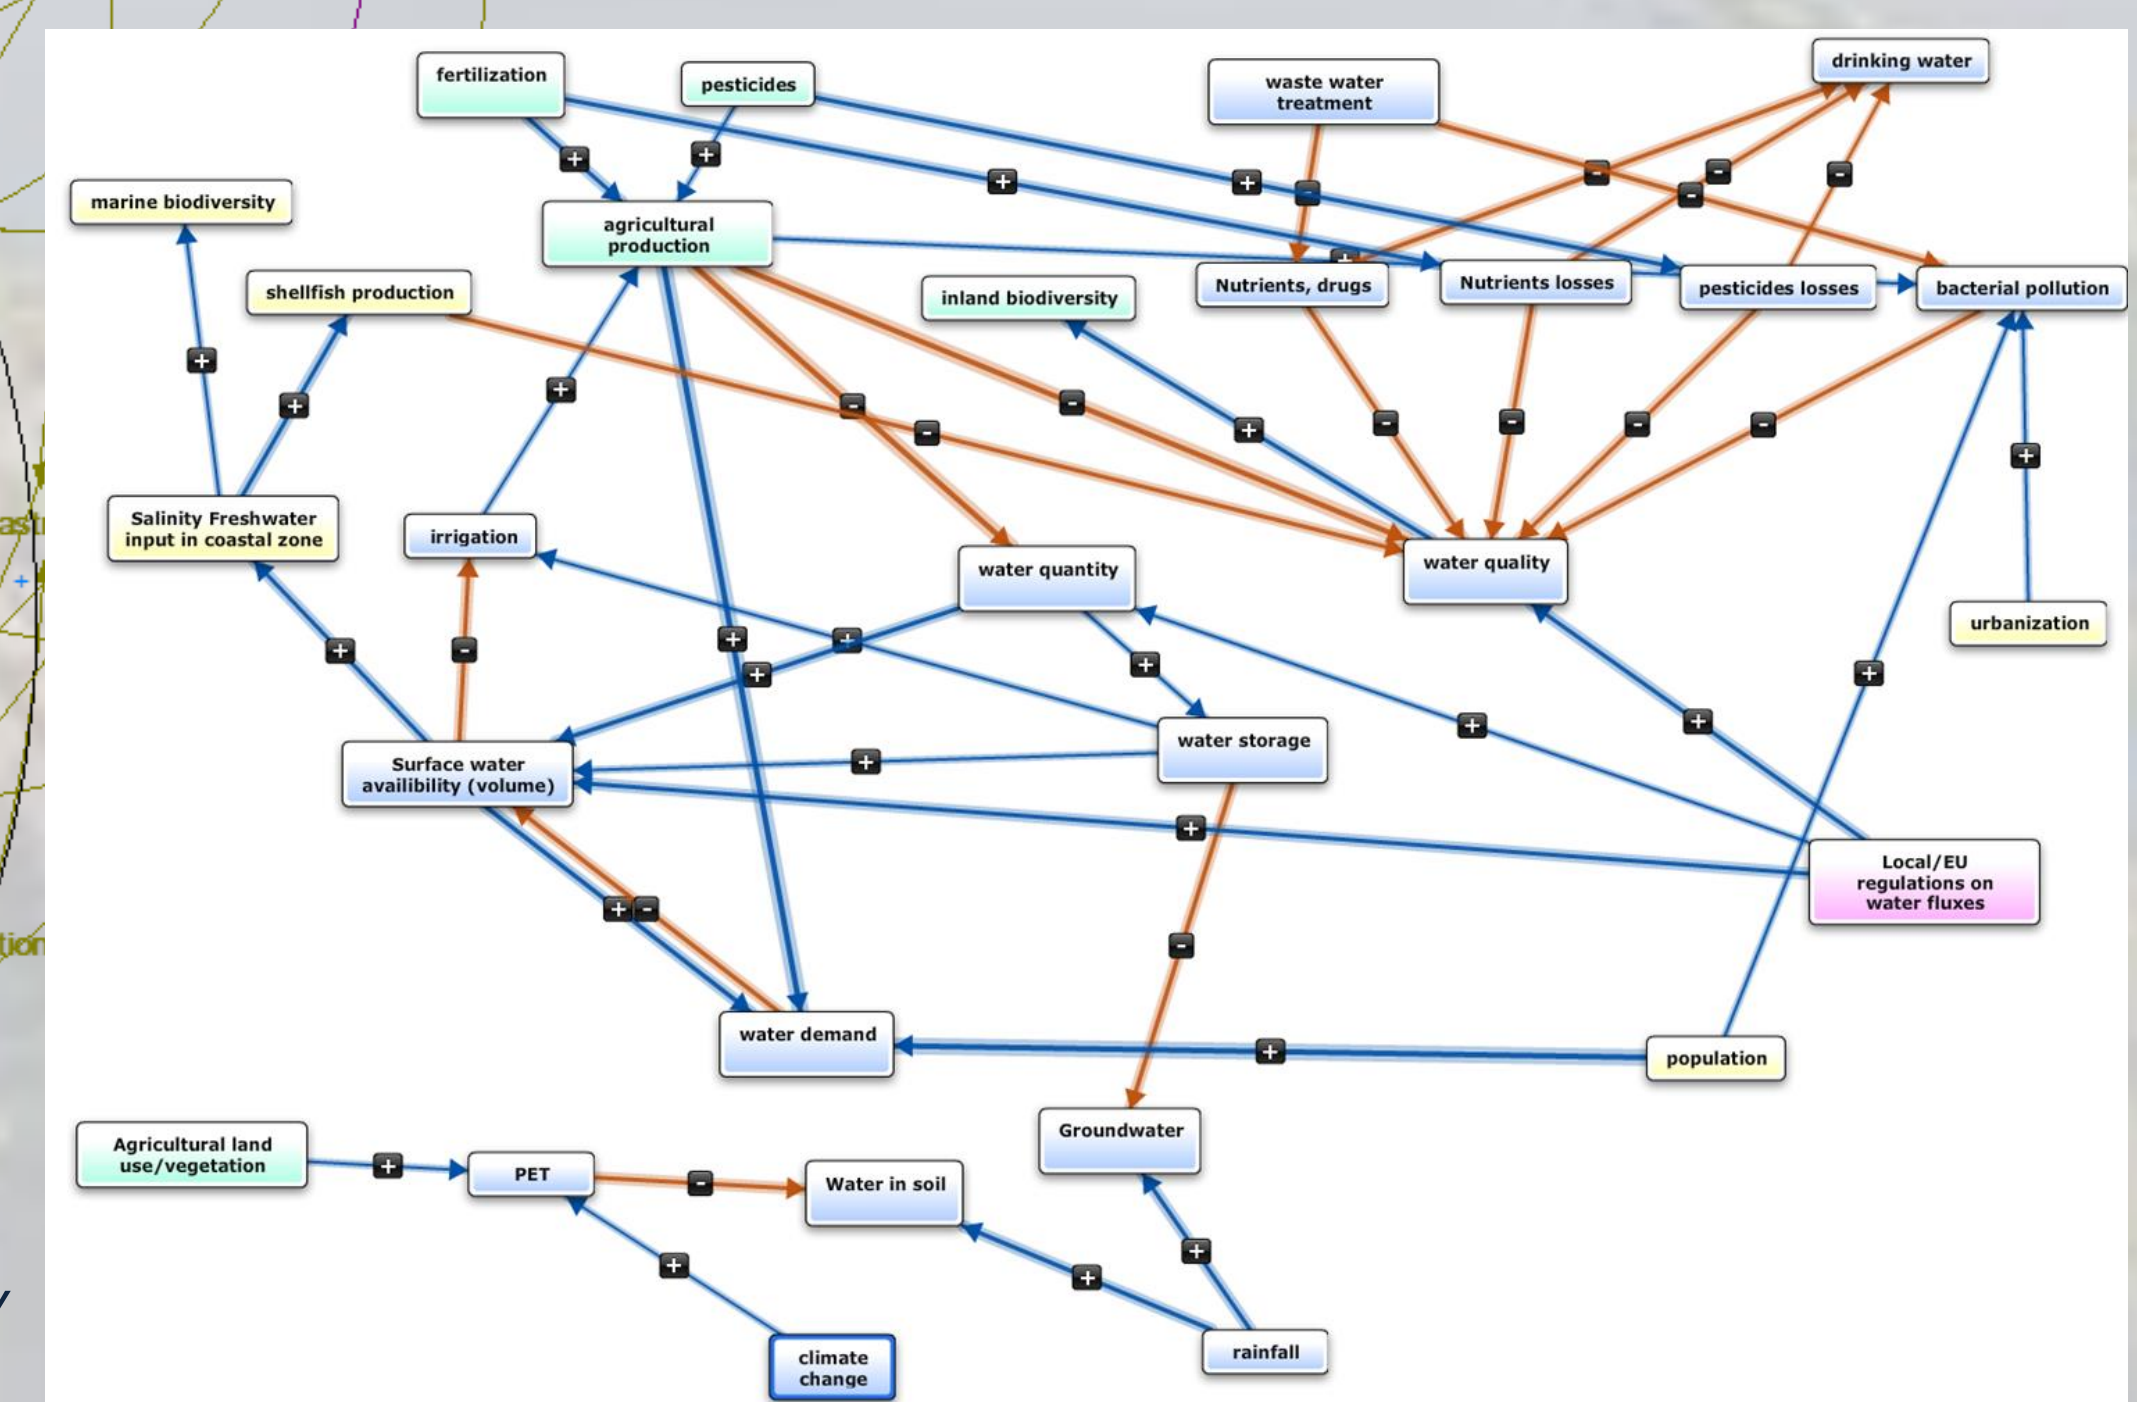 fertilization
pesticides
waste water
treatment
drinking water
marine biodiversity
agricultural
production
shellfish production
inland biodiversity
Nutrients, drugs
Nutrients losses
pesticides losses
bacterial pollution
Salinity Freshwater
input in coastal zone
irrigation
water quantity
water quality
urbanization
Surface water
availibility (volume)
water storage
Local/EU
regulations on
water fluxes
water demand
population
Agricultural land
use/vegetation
PET
Water in soil
Groundwater
climate
change
rainfall